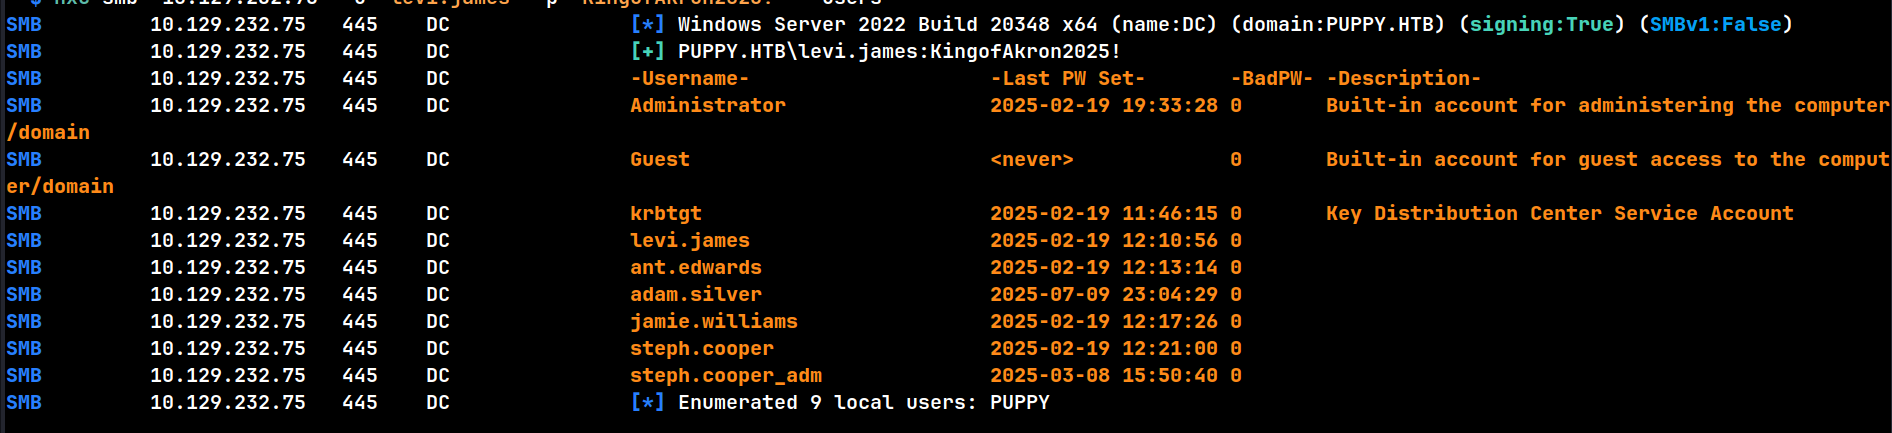 SMB 10.129.232.75 445 DC [*] Windows Server 2022 Build 20348 x64 (name:DC) (domain:PUPPY.HTB) (signing:True) (SMBv1:False)
SMB 10.129.232.75 445 DC [+] PUPPY.HTB\levi.james:KingofAkron2025!
SMB 10.129.232.75 445 DC -Username- -Last PW Set- -BadPW- -Description-
SMB 10.129.232.75 445 DC Administrator 2025-02-19 19:33:28 0 Built-in account for administering the computer
/domain
SMB 10.129.232.75 445 DC Guest <never> 0 Built-in account for guest access to the comput
er/domain
SMB 10.129.232.75 445 DC krbtgt 2025-02-19 11:46:15 0 Key Distribution Center Service Account
SMB 10.129.232.75 445 DC levi.james 2025-02-19 12:10:56 0
SMB 10.129.232.75 445 DC ant.edwards 2025-02-19 12:13:14 0
SMB 10.129.232.75 445 DC adam.silver 2025-07-09 23:04:29 0
SMB 10.129.232.75 445 DC jamie.williams 2025-02-19 12:17:26 0
SMB 10.129.232.75 445 DC steph.cooper 2025-02-19 12:21:00 0
SMB 10.129.232.75 445 DC steph.cooper_adm 2025-03-08 15:50:40 0
SMB 10.129.232.75 445 DC [*] Enumerated 9 local users: PUPPY